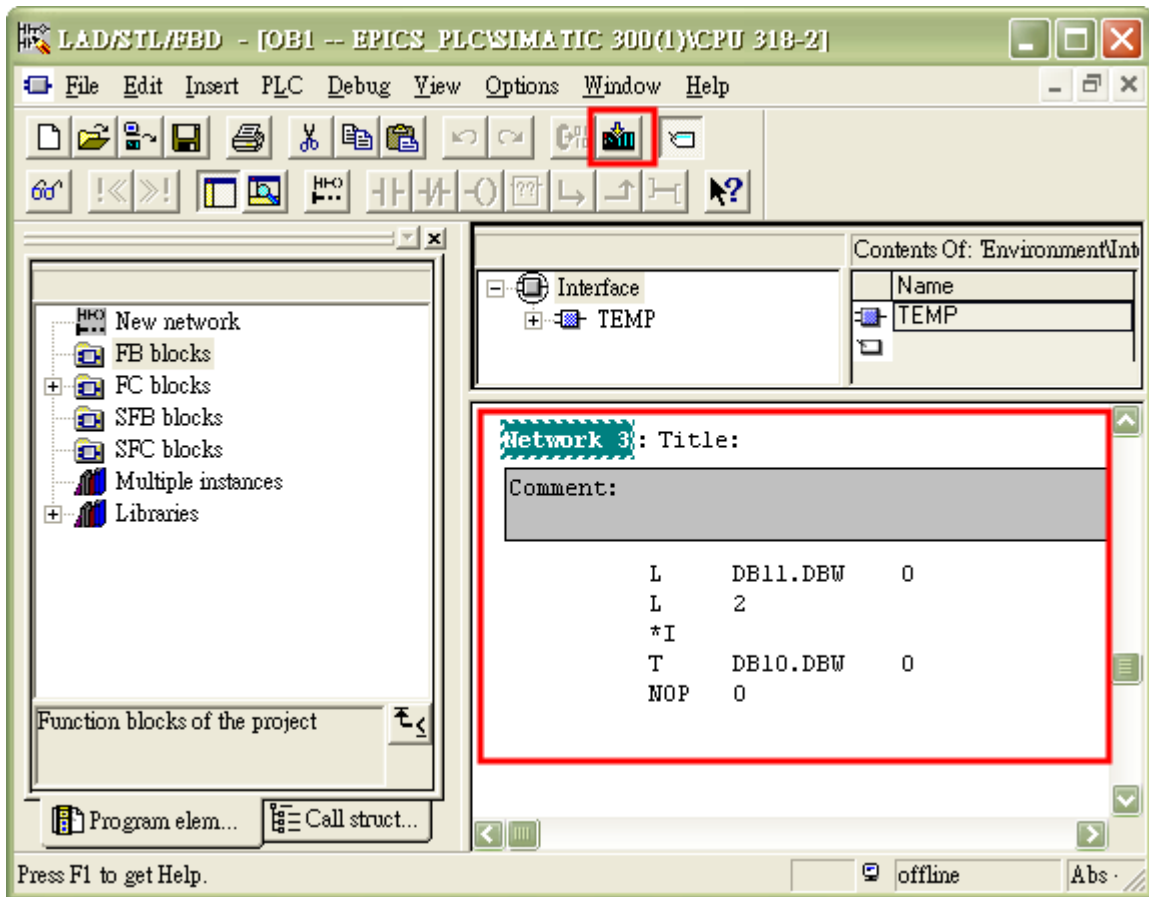 LAD/STL/FBD - [OB1 -- EPICS_PLC\SIMATIC 300(1)\CPU 318-2]
File Edit Insert PLC Debug View Options Window Help
New network
FB blocks
FC blocks
SFB blocks
SFC blocks
Multiple instances
Libraries
Function blocks of the project
Program elem...
Call struct...
Interface
TEMP
Contents Of: 'Environment\Int
Name
TEMP
Network 3: Title:
Comment:
L DB11.DBW 0
L 2
*I
T DB10.DBW 0
NOP 0
Press F1 to get Help.
offline
Abs